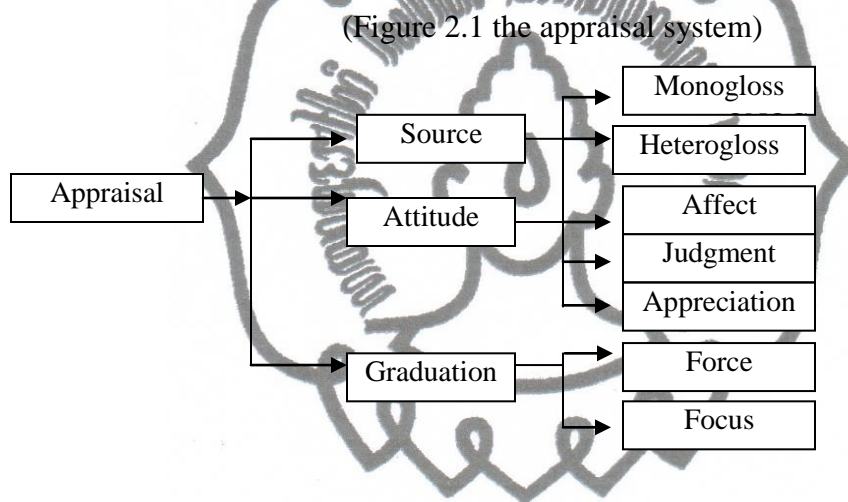 (Figure 2.1 the appraisal system)
Monogloss
Source
Heterogloss
Appraisal
Attitude
Affect
Judgment
Appreciation
Graduation
Force
Focus